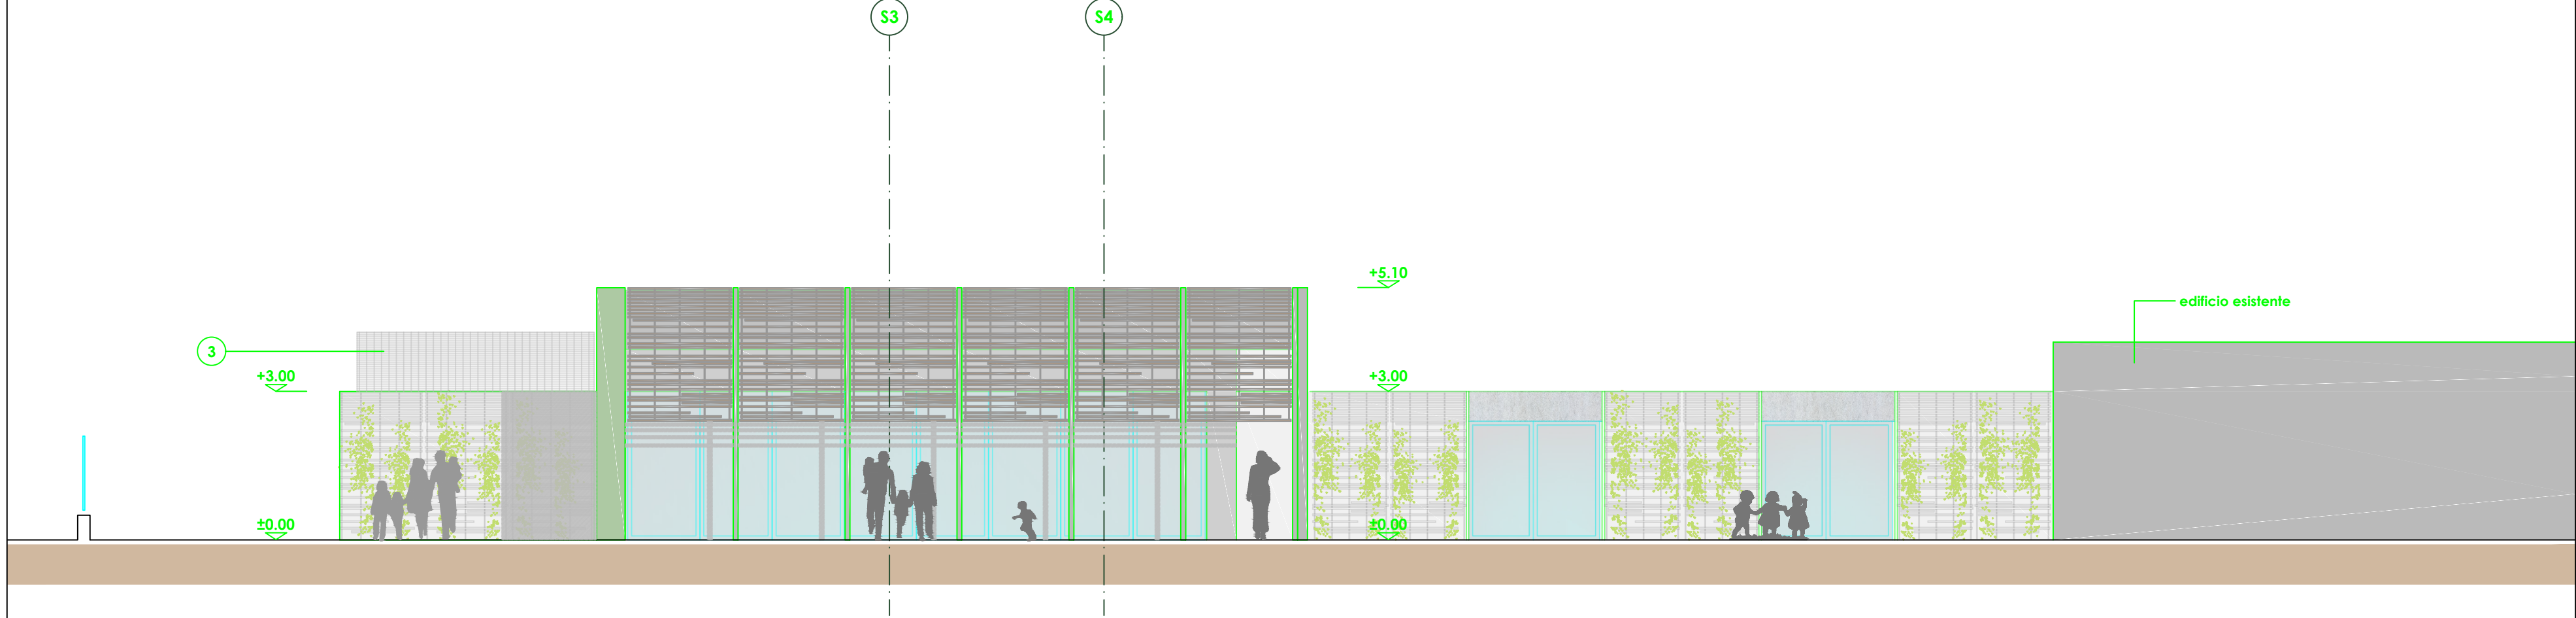 S3
S4
+5.10
edificio esistente
3
+3.00
+3.00
±0.00
±0.00